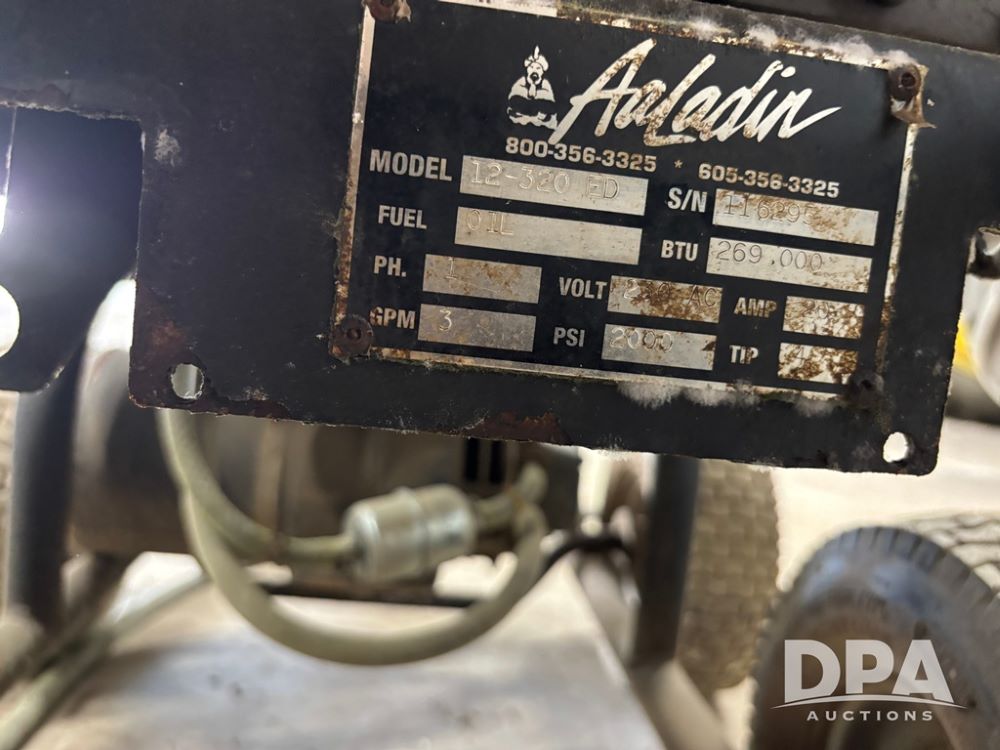 AaLadin
800-356-3325 * 605-356-3325
MODEL 12-320 ED S/N
FUEL OIL BTU 269,000
PH. 1 VOLT AC AMP
GPM 3 PSI 2000 TIP
DPA
AUCTIONS